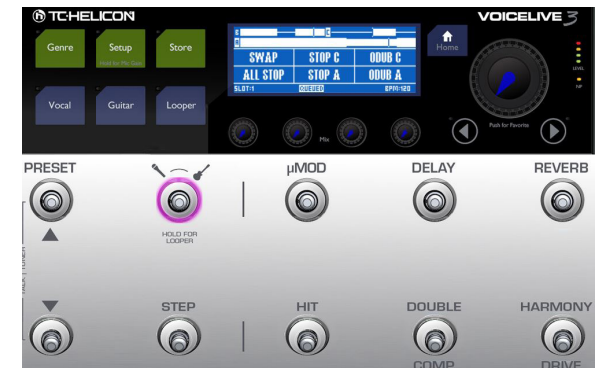 TC·HELICON
VOICELIVE 3
Genre
Setup
Hold for Mic Gain
Store
Home
SWAP
STOP C
ODUB C
ALL STOP
STOP A
ODUB A
SLOT:1
QUEUED
BPM:120
LEVEL
Vocal
Guitar
Looper
Mix
Push for Favorite
PRESET
µMOD
DELAY
REVERB
HOLD FOR
LOOPER
TALK / TUNER
STEP
HIT
DOUBLE
HARMONY
COMP
DRIVE